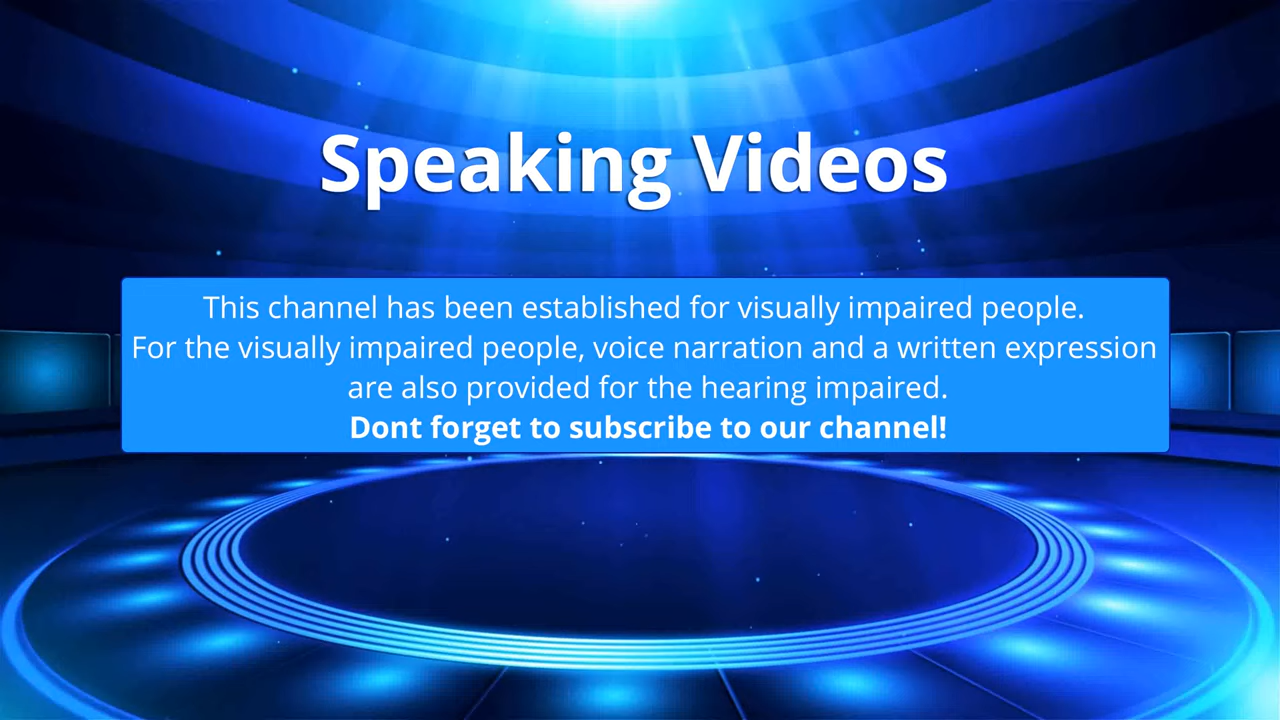 Speaking Videos
This channel has been established for visually impaired people.
For the visually impaired people, voice narration and a written expression
are also provided for the hearing impaired.
Dont forget to subscribe to our channel!